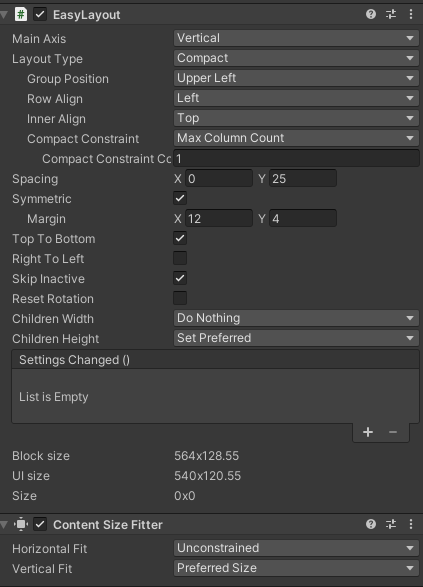 EasyLayout
Main Axis Vertical
Layout Type Compact
Group Position Upper Left
Row Align Left
Inner Align Top
Compact Constraint Max Column Count
Compact Constraint Co 1
Spacing X 0 Y 25
Symmetric
Margin X 12 Y 4
Top To Bottom
Right To Left
Skip Inactive
Reset Rotation
Children Width Do Nothing
Children Height Set Preferred
Settings Changed ()
List is Empty
Block size 564x128.55
UI size 540x120.55
Size 0x0
Content Size Fitter
Horizontal Fit Unconstrained
Vertical Fit Preferred Size